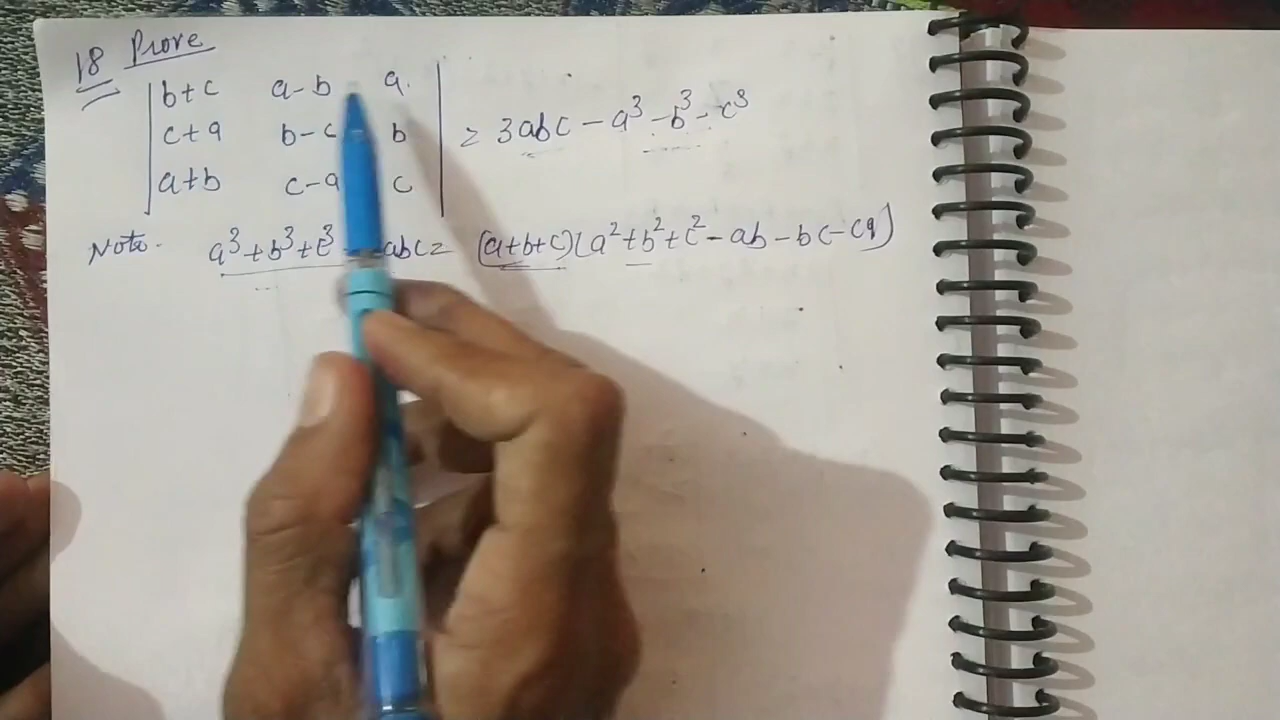 18 Prove
b+c a-b a
c+a b-c b = 3abc - a³ - b³ - c³
a+b c-a c
Note- a³+b³+c³ abc = (a+b+c)(a²+b²+c²-ab-bc-ca)